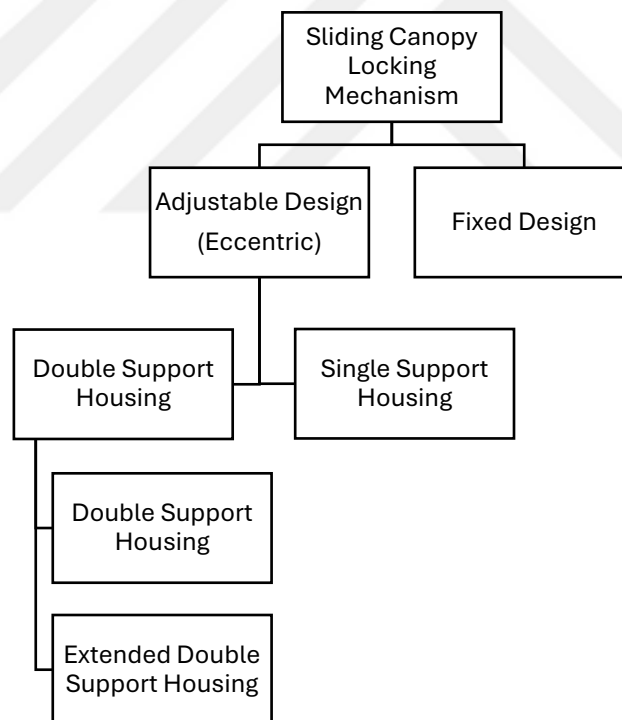 Sliding Canopy
Locking
Mechanism
Adjustable Design
(Eccentric)
Fixed Design
Double Support
Housing
Single Support
Housing
Double Support
Housing
Extended Double
Support Housing